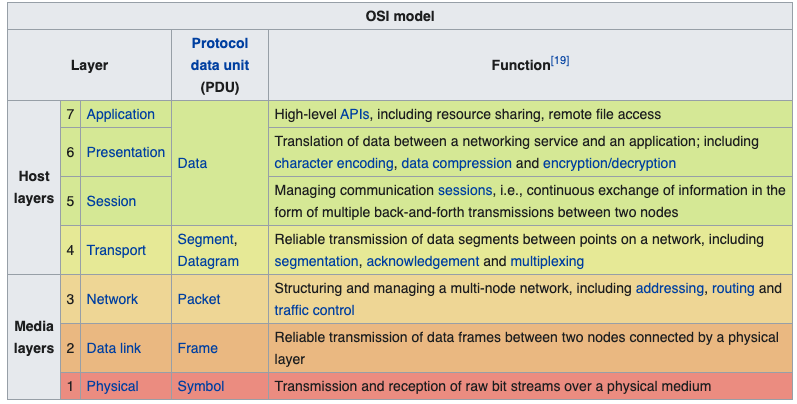 OSI model
Layer
Protocol
data unit
(PDU)
Function[19]
Host
layers
7 Application
Data
High-level APIs, including resource sharing, remote file access
6 Presentation
Translation of data between a networking service and an application; including
character encoding, data compression and encryption/decryption
5 Session
Managing communication sessions, i.e., continuous exchange of information in the
form of multiple back-and-forth transmissions between two nodes
4 Transport
Segment,
Datagram
Reliable transmission of data segments between points on a network, including
segmentation, acknowledgement and multiplexing
Media
layers
3 Network
Packet
Structuring and managing a multi-node network, including addressing, routing and
traffic control
2 Data link
Frame
Reliable transmission of data frames between two nodes connected by a physical
layer
1 Physical
Symbol
Transmission and reception of raw bit streams over a physical medium